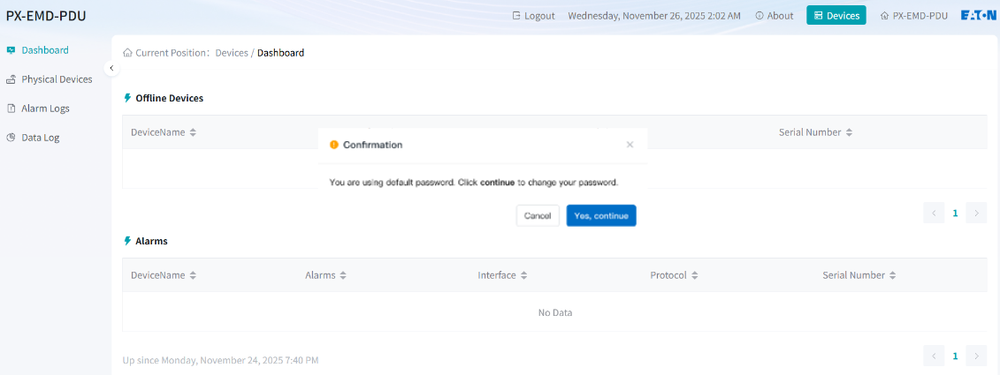 PX-EMD-PDU
Logout Wednesday, November 26, 2025 2:02 AM About Devices PX-EMD-PDU EATON
Dashboard
Physical Devices
Alarm Logs
Data Log
Current Position: Devices / Dashboard
Offline Devices
DeviceName Serial Number
Confirmation
You are using default password. Click continue to change your password.
Cancel Yes, continue
1
Alarms
DeviceName Alarms Interface Protocol Serial Number
No Data
Up since Monday, November 24, 2025 7:40 PM
1